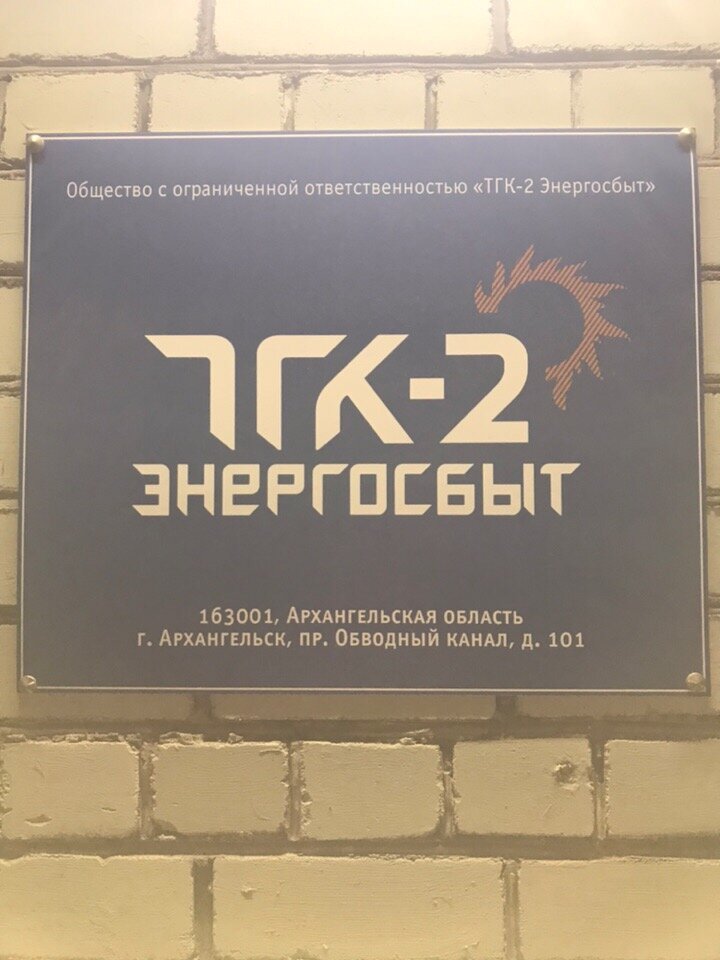 Общество с ограниченной ответственностью «ТГК-2 Энергосбыт»
ТГК-2
ЭНЕРГОСБЫТ
163001, Архангельская область
г. Архангельск, пр. Обводный канал, д. 101